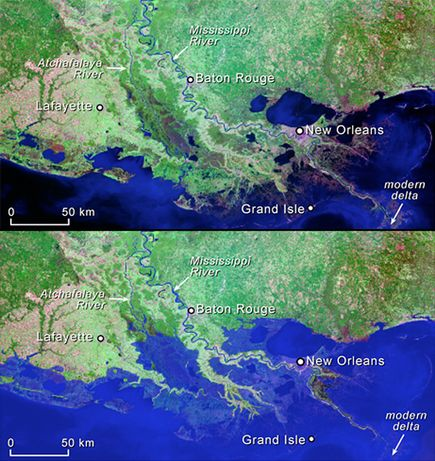 Mississippi
River
Atchafalaya
River
Baton Rouge
Lafayette
New Orleans
modern
delta
Grand Isle
0 50 km
Mississippi
River
Atchafalaya
River
Baton Rouge
Lafayette
New Orleans
modern
delta
Grand Isle
0 50 km